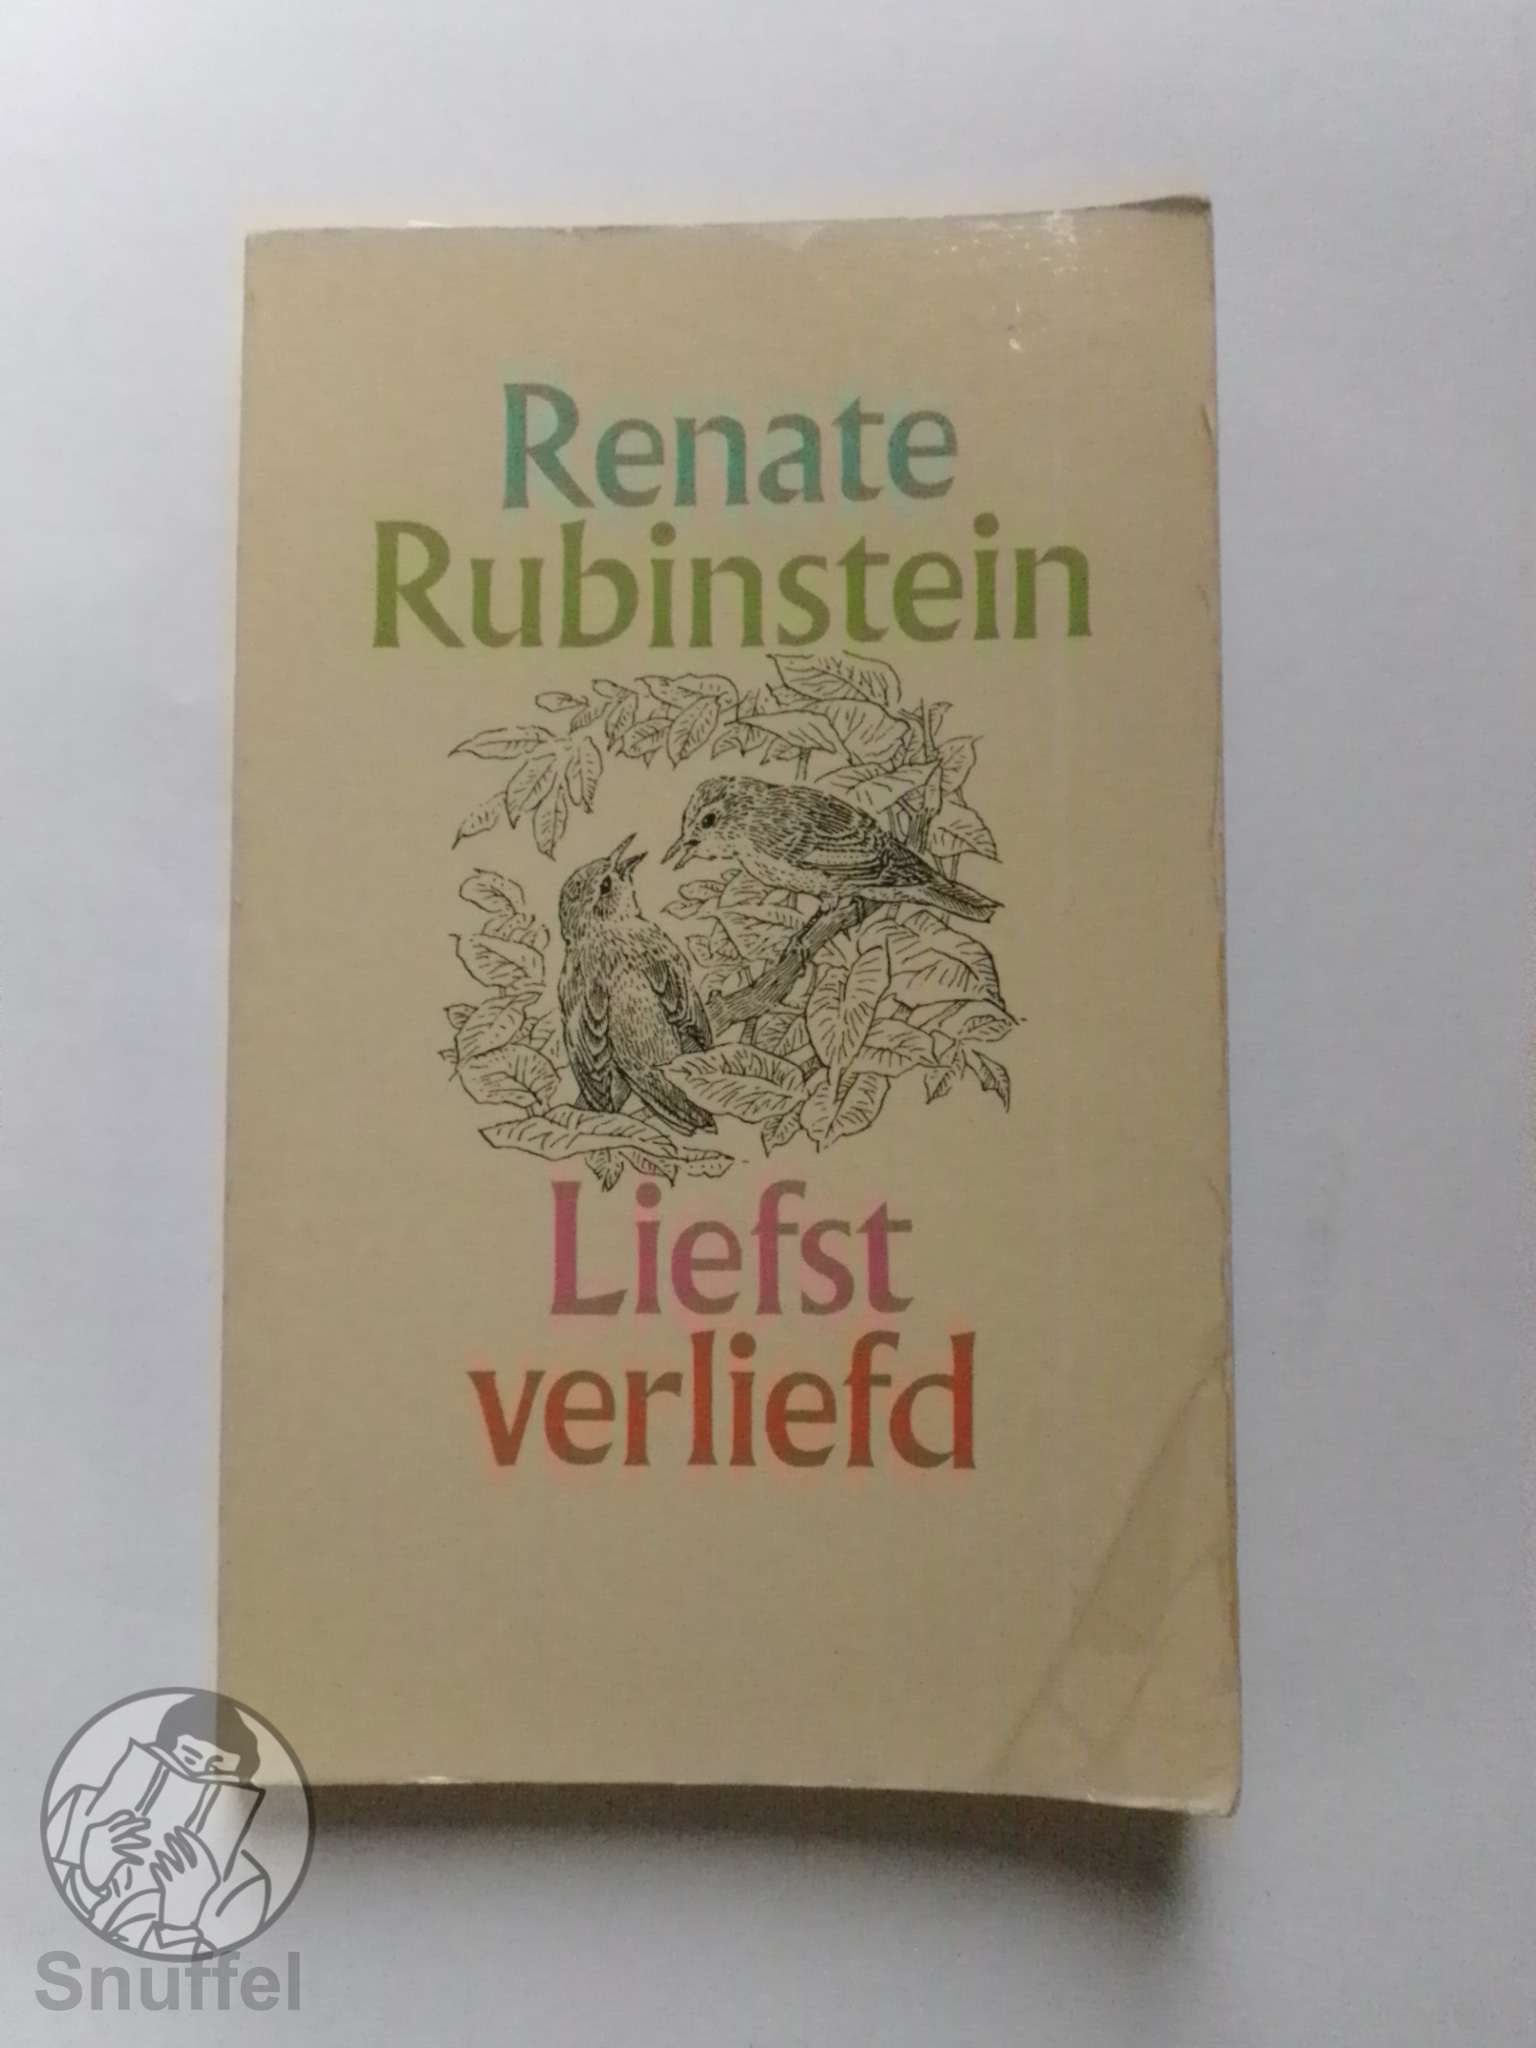 Renate
Rubinstein
Liefst
verliefd
Snuffel